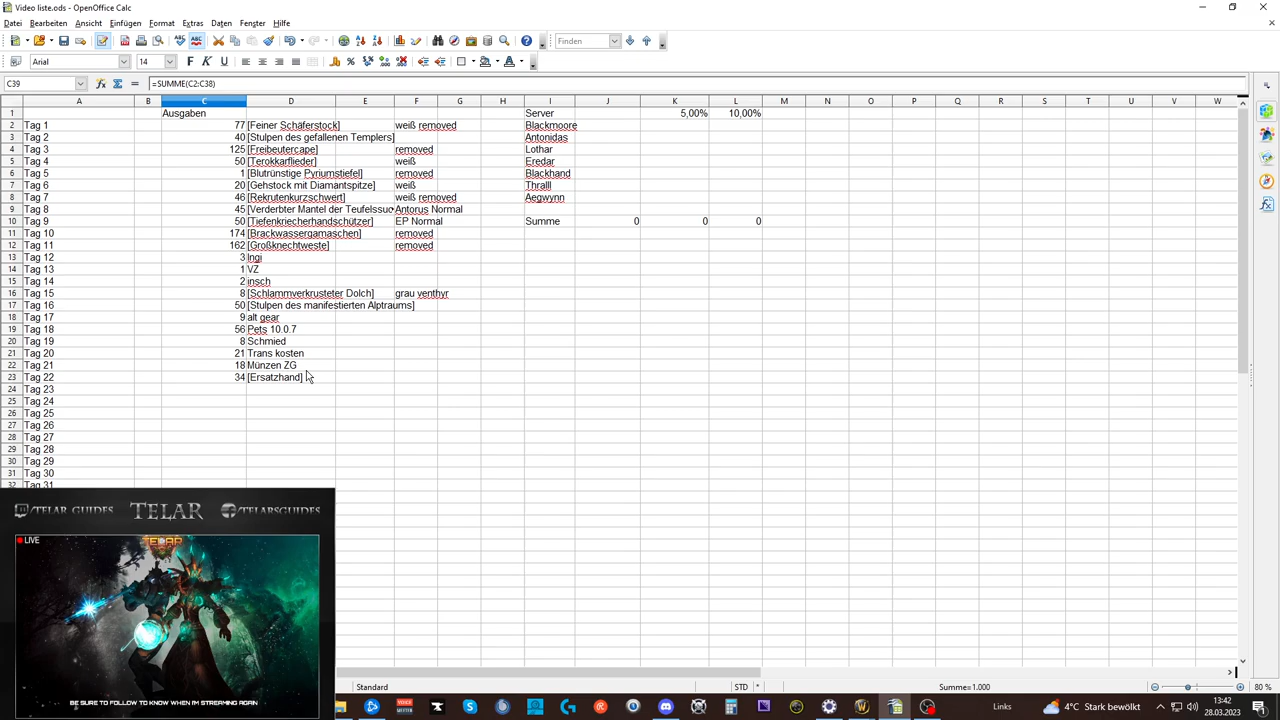 Video liste.ods - OpenOffice Calc
Datei Bearbeiten Ansicht Einfügen Format Extras Daten Fenster Hilfe
Finden
Arial 14 F K U
C39 =SUMME(C2:C38)
A B C D E F G H I J K L M N O P Q R S T U V W
1 Ausgaben Server 5,00% 10,00%
2 Tag 1 77 [Feiner Schäferstock] weiß removed Blackmoore
3 Tag 2 40 [Stulpen des gefallenen Templers] Antonidas
4 Tag 3 125 [Freibeutercape] removed Lothar
5 Tag 4 50 [Terokkarflieder] weiß Eredar
6 Tag 5 1 [Blutrünstige Pyriumstiefel] removed Blackhand
7 Tag 6 20 [Gehstock mit Diamantspitze] weiß Thralll
8 Tag 7 46 [Rekrutenkurzschwert] weiß removed Aegwynn
9 Tag 8 45 [Verderbter Mantel der Teufelssuc Antorus Normal
10 Tag 9 50 [Tiefenkriecherhandschützer] EP Normal Summe 0 0 0
11 Tag 10 174 [Brackwassergamaschen] removed
12 Tag 11 162 [Großknechtweste] removed
13 Tag 12 3 Ingi
14 Tag 13 1 VZ
15 Tag 14 2 insch
16 Tag 15 8 [Schlammverkrusteter Dolch] grau venthyr
17 Tag 16 50 [Stulpen des manifestierten Alptraums]
18 Tag 17 9 alt gear
19 Tag 18 56 Pets 10.0.7
20 Tag 19 8 Schmied
21 Tag 20 21 Trans kosten
22 Tag 21 18 Münzen ZG
23 Tag 22 34 [Ersatzhand]
24 Tag 23
25 Tag 24
26 Tag 25
27 Tag 26
28 Tag 27
29 Tag 28
30 Tag 29
31 Tag 30
32 Tag 31
/TELAR GUIDES TELAR /TELARSGUIDES
LIVE
TELAR
BE SURE TO FOLLOW TO KNOW WHEN I'M STREAMING AGAIN
Standard STD * Summe=1.000 80 %
Links 4°C Stark bewölkt 13:42
28.03.2023